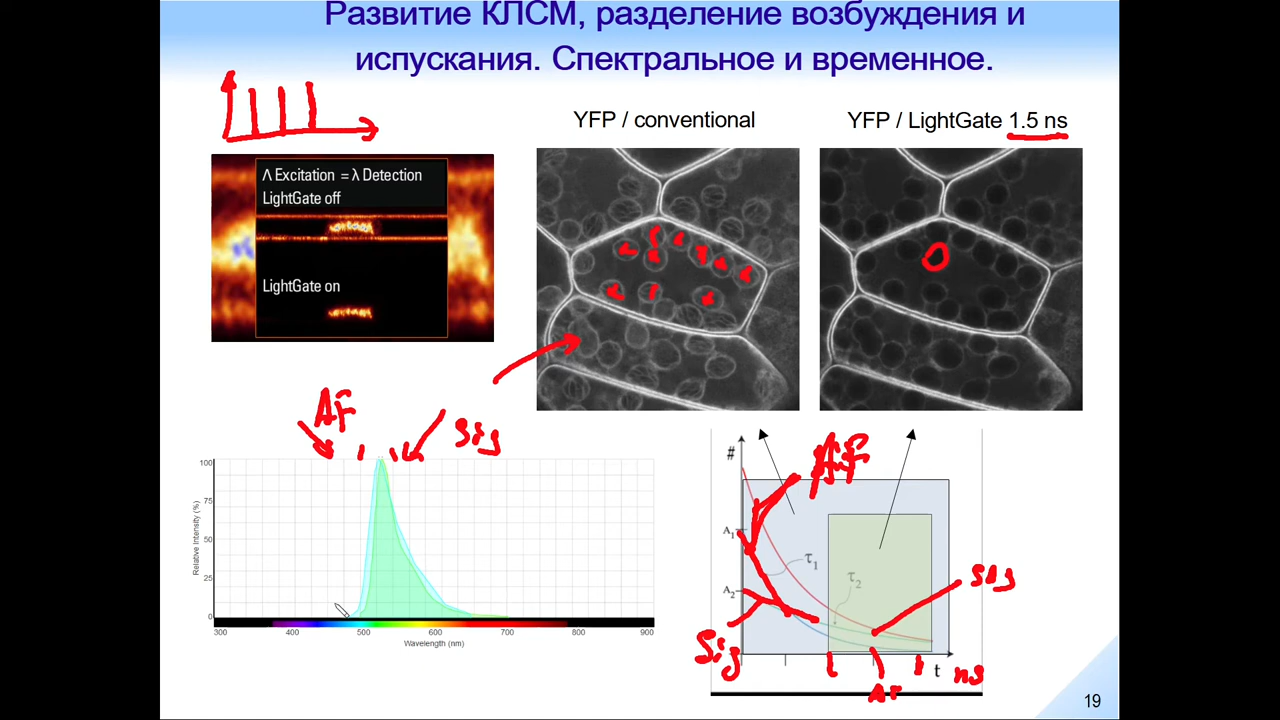 Развитие КЛСМ, разделение возбуждения и
испускания. Спектральное и временное.
YFP / conventional
YFP / LightGate 1.5 ns
Λ Excitation = λ Detection
LightGate off
LightGate on
AF
Sig
100
75
50
25
0
Relative Intensity (%)
300 400 500 600 700 800 900
Wavelength (nm)
#
AF
A1
τ1
τ2
A2
Sig
Sig
t
ns
19